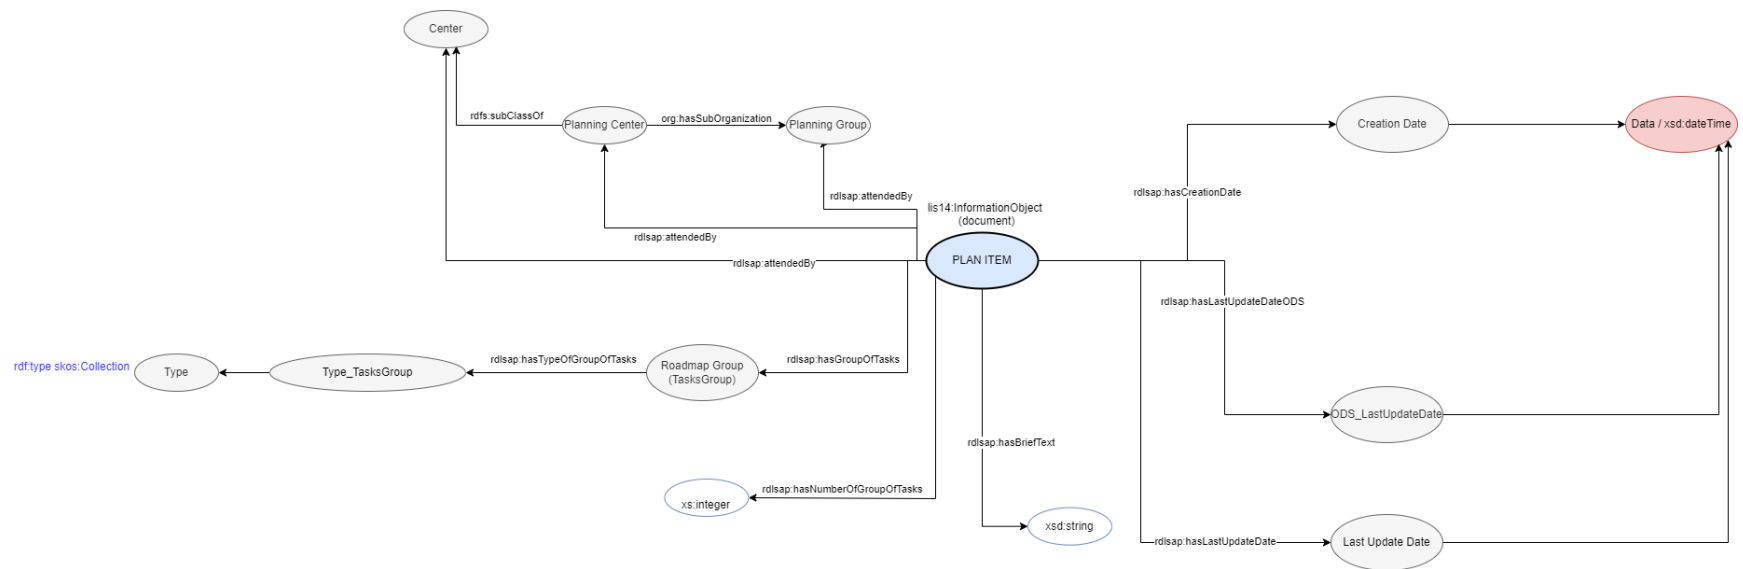 Center
rdfs:subClassOf
Planning Center
org:hasSubOrganization
Planning Group
Creation Date
Data / xsd:dateTime
rdlsap:hasCreationDate
rdlsap:attendedBy
lis14:InformationObject
(document)
rdlsap:attendedBy
PLAN ITEM
rdlsap:attendedBy
rdlsap:hasLastUpdateDateODS
rdf:type skos:Collection
Type
Type_TasksGroup
rdlsap:hasTypeOfGroupOfTasks
Roadmap Group
(TasksGroup)
rdlsap:hasGroupOfTasks
ODS_LastUpdateDate
rdlsap:hasBriefText
rdlsap:hasNumberOfGroupOfTasks
xs:integer
xsd:string
rdlsap:hasLastUpdateDate
Last Update Date